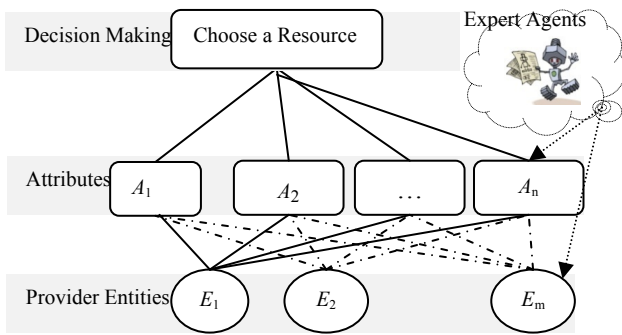 Expert Agents
Decision Making
Choose a Resource
Attributes
A1
A2
...
An
Provider Entities
E1
E2
Em